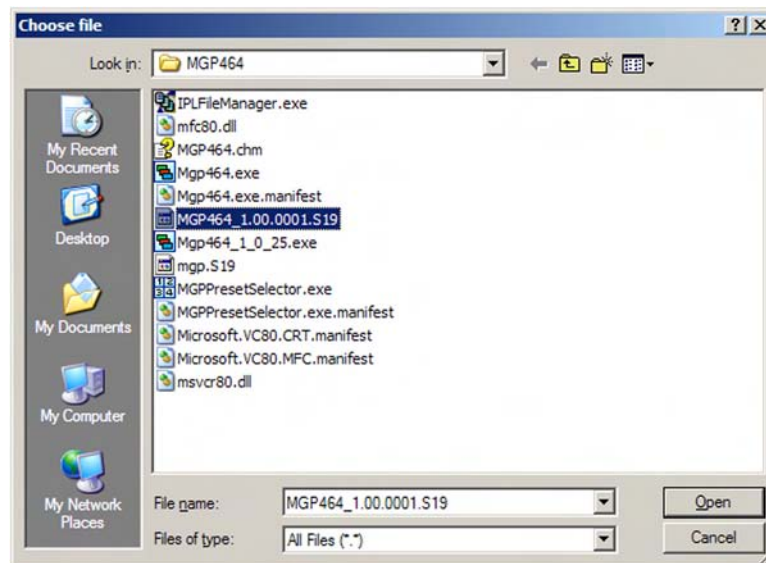 Choose file
Look in:
MGP464
My Recent
Documents
Desktop
My Documents
My Computer
My Network
Places
IPLFileManager.exe
mfc80.dll
MGP464.chm
Mgp464.exe
Mgp464.exe.manifest
MGP464_1.00.0001.S19
Mgp464_1_0_25.exe
mgp.S19
MGPPresetSelector.exe
MGPPresetSelector.exe.manifest
Microsoft.VC80.CRT.manifest
Microsoft.VC80.MFC.manifest
msvcr80.dll
File name:
MGP464_1.00.0001.S19
Open
Files of type:
All Files (*.*)
Cancel